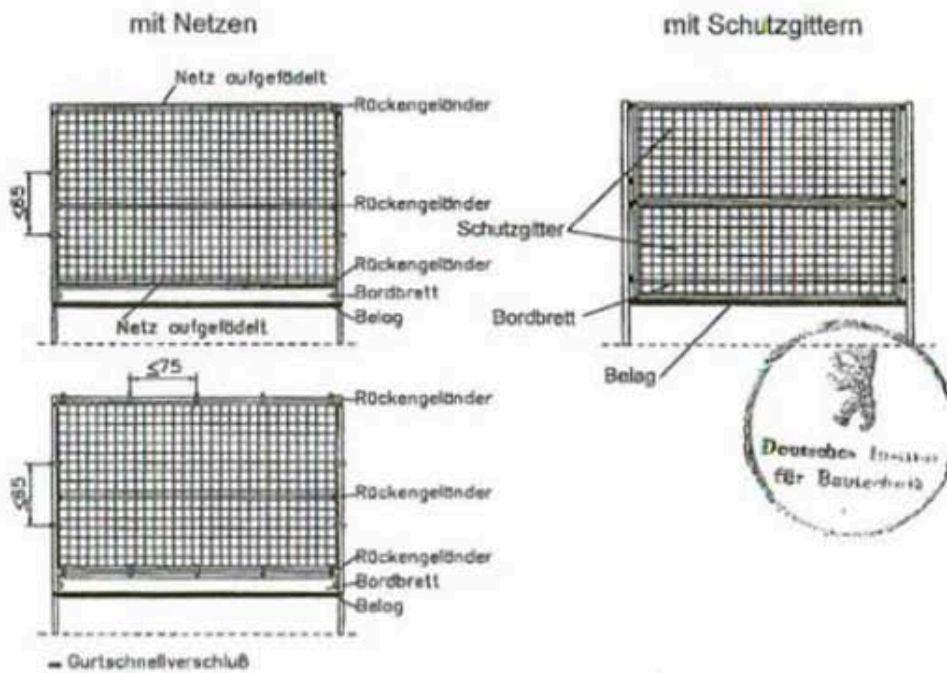 mit Netzen
Netz aufgefädelt
Rückengeländer
≤65
Rückengeländer
Rückengeländer
Bordbrett
Belag
Netz aufgefädelt
≤75
Rückengeländer
≤65
Rückengeländer
Rückengeländer
Bordbrett
Belag
Gurtschnellverschluß
mit Schutzgittern
Schutzgitter
Bordbrett
Belag
Deutsches
für